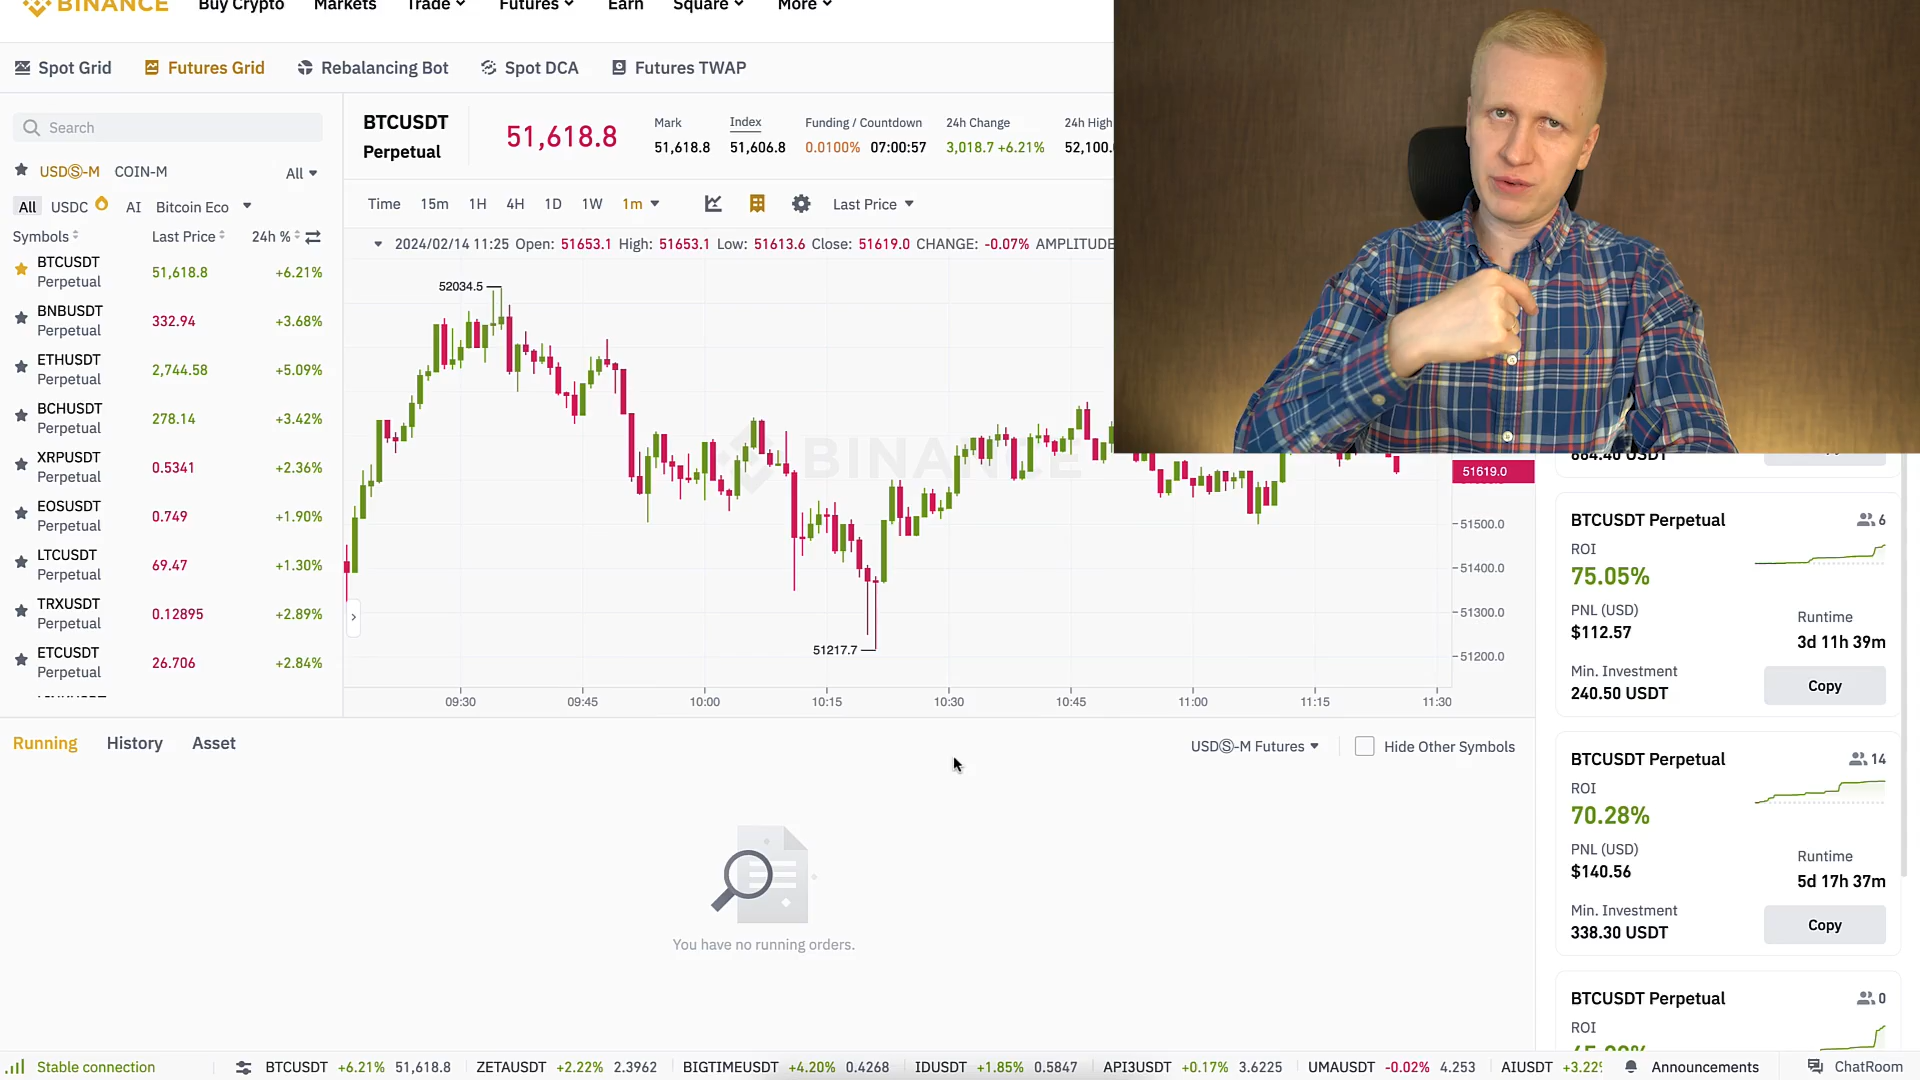 BINANCE Buy Crypto Markets Trade Futures Earn Square More
Spot Grid Futures Grid Rebalancing Bot Spot DCA Futures TWAP
Search
USDⓈ-M COIN-M All
All USDC AI Bitcoin Eco
Symbols Last Price 24h %
BTCUSDT
Perpetual 51,618.8 +6.21%
BNBUSDT
Perpetual 332.94 +3.68%
ETHUSDT
Perpetual 2,744.58 +5.09%
BCHUSDT
Perpetual 278.14 +3.42%
XRPUSDT
Perpetual 0.5341 +2.36%
EOSUSDT
Perpetual 0.749 +1.90%
LTCUSDT
Perpetual 69.47 +1.30%
TRXUSDT
Perpetual 0.12895 +2.89%
ETCUSDT
Perpetual 26.706 +2.84%
BTCUSDT
Perpetual
51,618.8
Mark
51,618.8
Index
51,606.8
Funding / Countdown
0.0100% 07:00:57
24h Change
3,018.7 +6.21%
24h High
52,100.
Time 15m 1H 4H 1D 1W 1m Last Price
2024/02/14 11:25 Open: 51653.1 High: 51653.1 Low: 51613.6 Close: 51619.0 CHANGE: -0.07% AMPLITUDE
52034.5
BINANCE
51217.7
51619.0
51500.0
51400.0
51300.0
51200.0
09:30 09:45 10:00 10:15 10:30 10:45 11:00 11:15 11:30
Running History Asset
USDⓈ-M Futures Hide Other Symbols
You have no running orders.
684.40 USDT
BTCUSDT Perpetual 6
ROI
75.05%
PNL (USD)
$112.57
Runtime
3d 11h 39m
Min. Investment
240.50 USDT
Copy
BTCUSDT Perpetual 14
ROI
70.28%
PNL (USD)
$140.56
Runtime
5d 17h 37m
Min. Investment
338.30 USDT
Copy
BTCUSDT Perpetual 0
ROI
Stable connection BTCUSDT +6.21% 51,618.8 ZETAUSDT +2.22% 2.3962 BIGTIMEUSDT +4.20% 0.4268 IDUSDT +1.85% 0.5847 API3USDT +0.17% 3.6225 UMAUSDT -0.02% 4.253 AIUSDT +3.22% Announcements ChatRoom